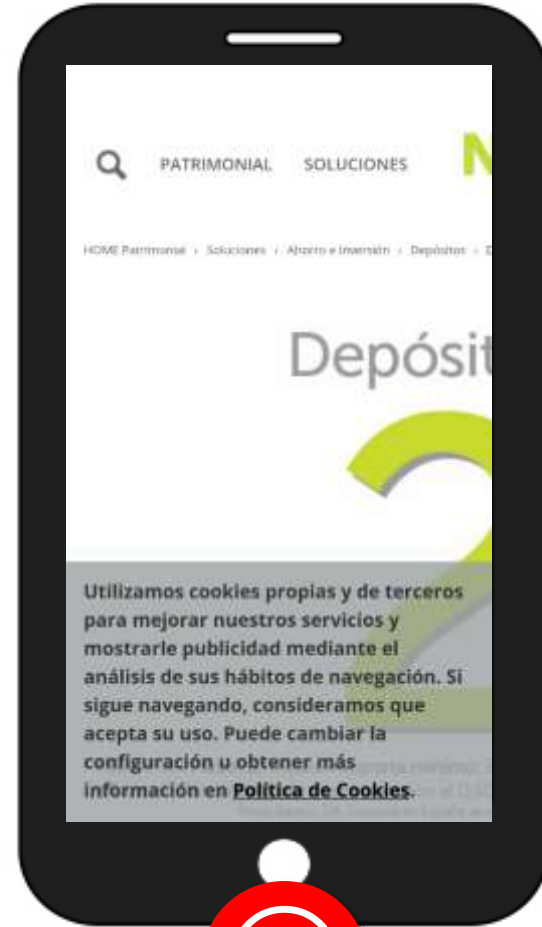 PATRIMONIAL SOLUCIONES N
HOME Patrimonial › Soluciones › Ahorro e Inversión › Depósitos › D
Depósit
2
Utilizamos cookies propias y de terceros
para mejorar nuestros servicios y
mostrarle publicidad mediante el
análisis de sus hábitos de navegación. Si
sigue navegando, consideramos que
acepta su uso. Puede cambiar la
configuración u obtener más
información en Política de Cookies.